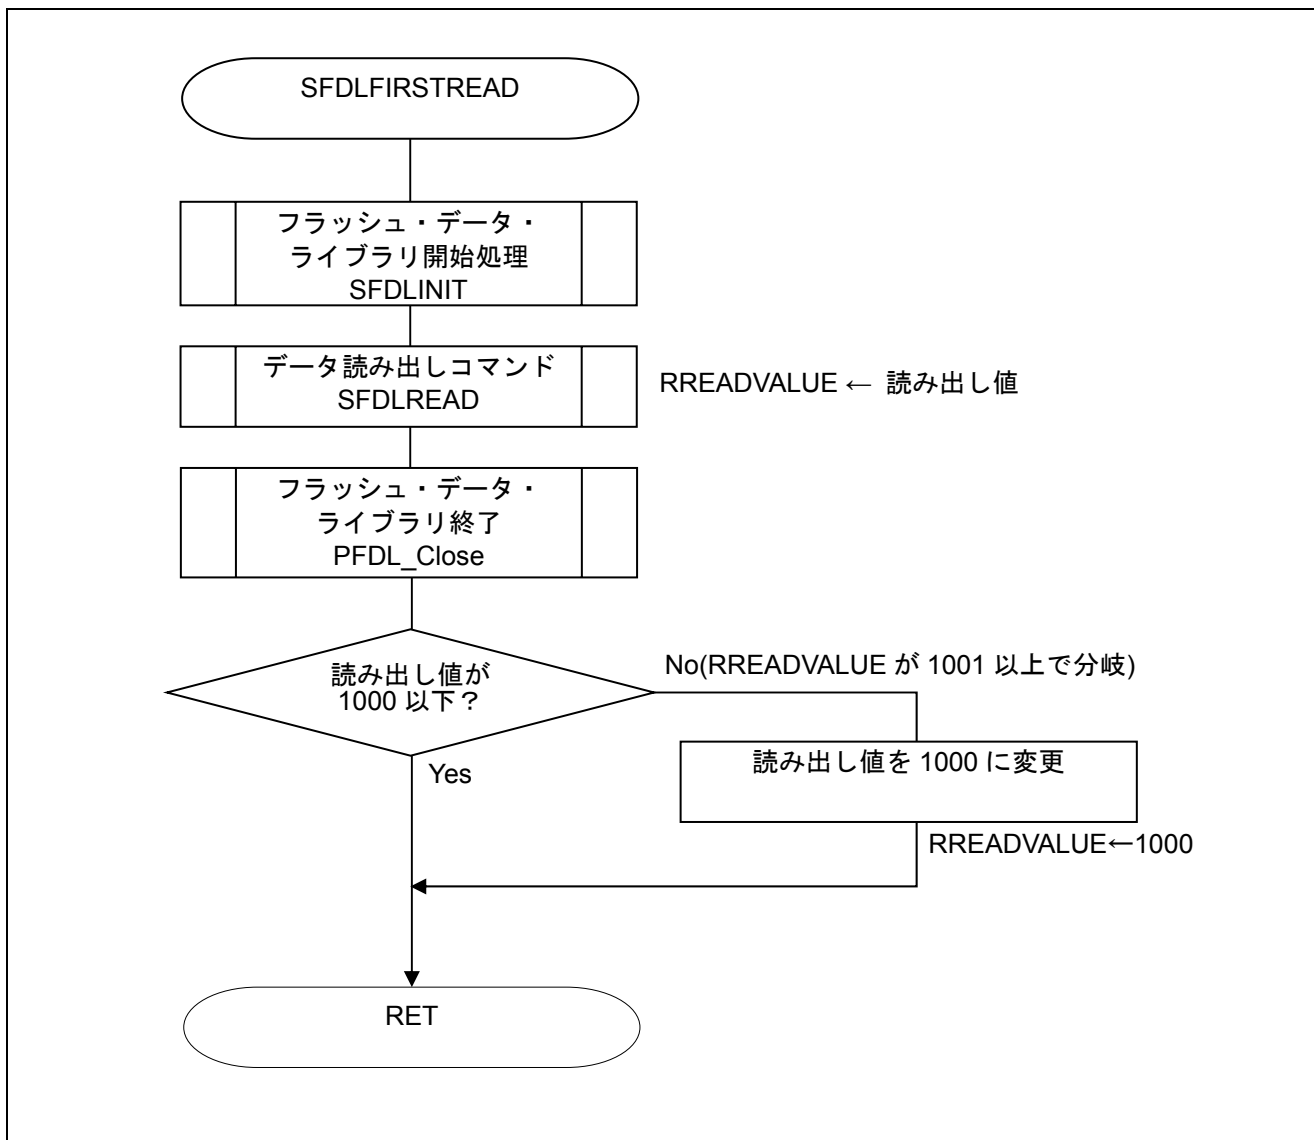 SFDLFIRSTREAD
フラッシュ・データ・
ライブラリ開始処理
SFDLINIT
データ読み出しコマンド
SFDLREAD
RREADVALUE ← 読み出し値
フラッシュ・データ・
ライブラリ終了
PFDL_Close
読み出し値が
1000 以下？
No(RREADVALUE が 1001 以上で分岐)
Yes
読み出し値を 1000 に変更
RREADVALUE←1000
RET